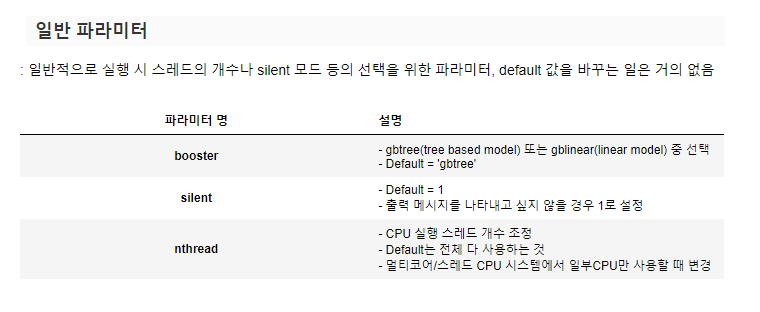 일반 파라미터
: 일반적으로 실행 시 스레드의 개수나 silent 모드 등의 선택을 위한 파라미터, default 값을 바꾸는 일은 거의 없음
파라미터 명 설명
booster
- gbtree(tree based model) 또는 gblinear(linear model) 중 선택
- Default = 'gbtree'
silent
- Default = 1
- 출력 메시지를 나타내고 싶지 않을 경우 1로 설정
nthread
- CPU 실행 스레드 개수 조정
- Default는 전체 다 사용하는 것
- 멀티코어/스레드 CPU 시스템에서 일부CPU만 사용할 때 변경